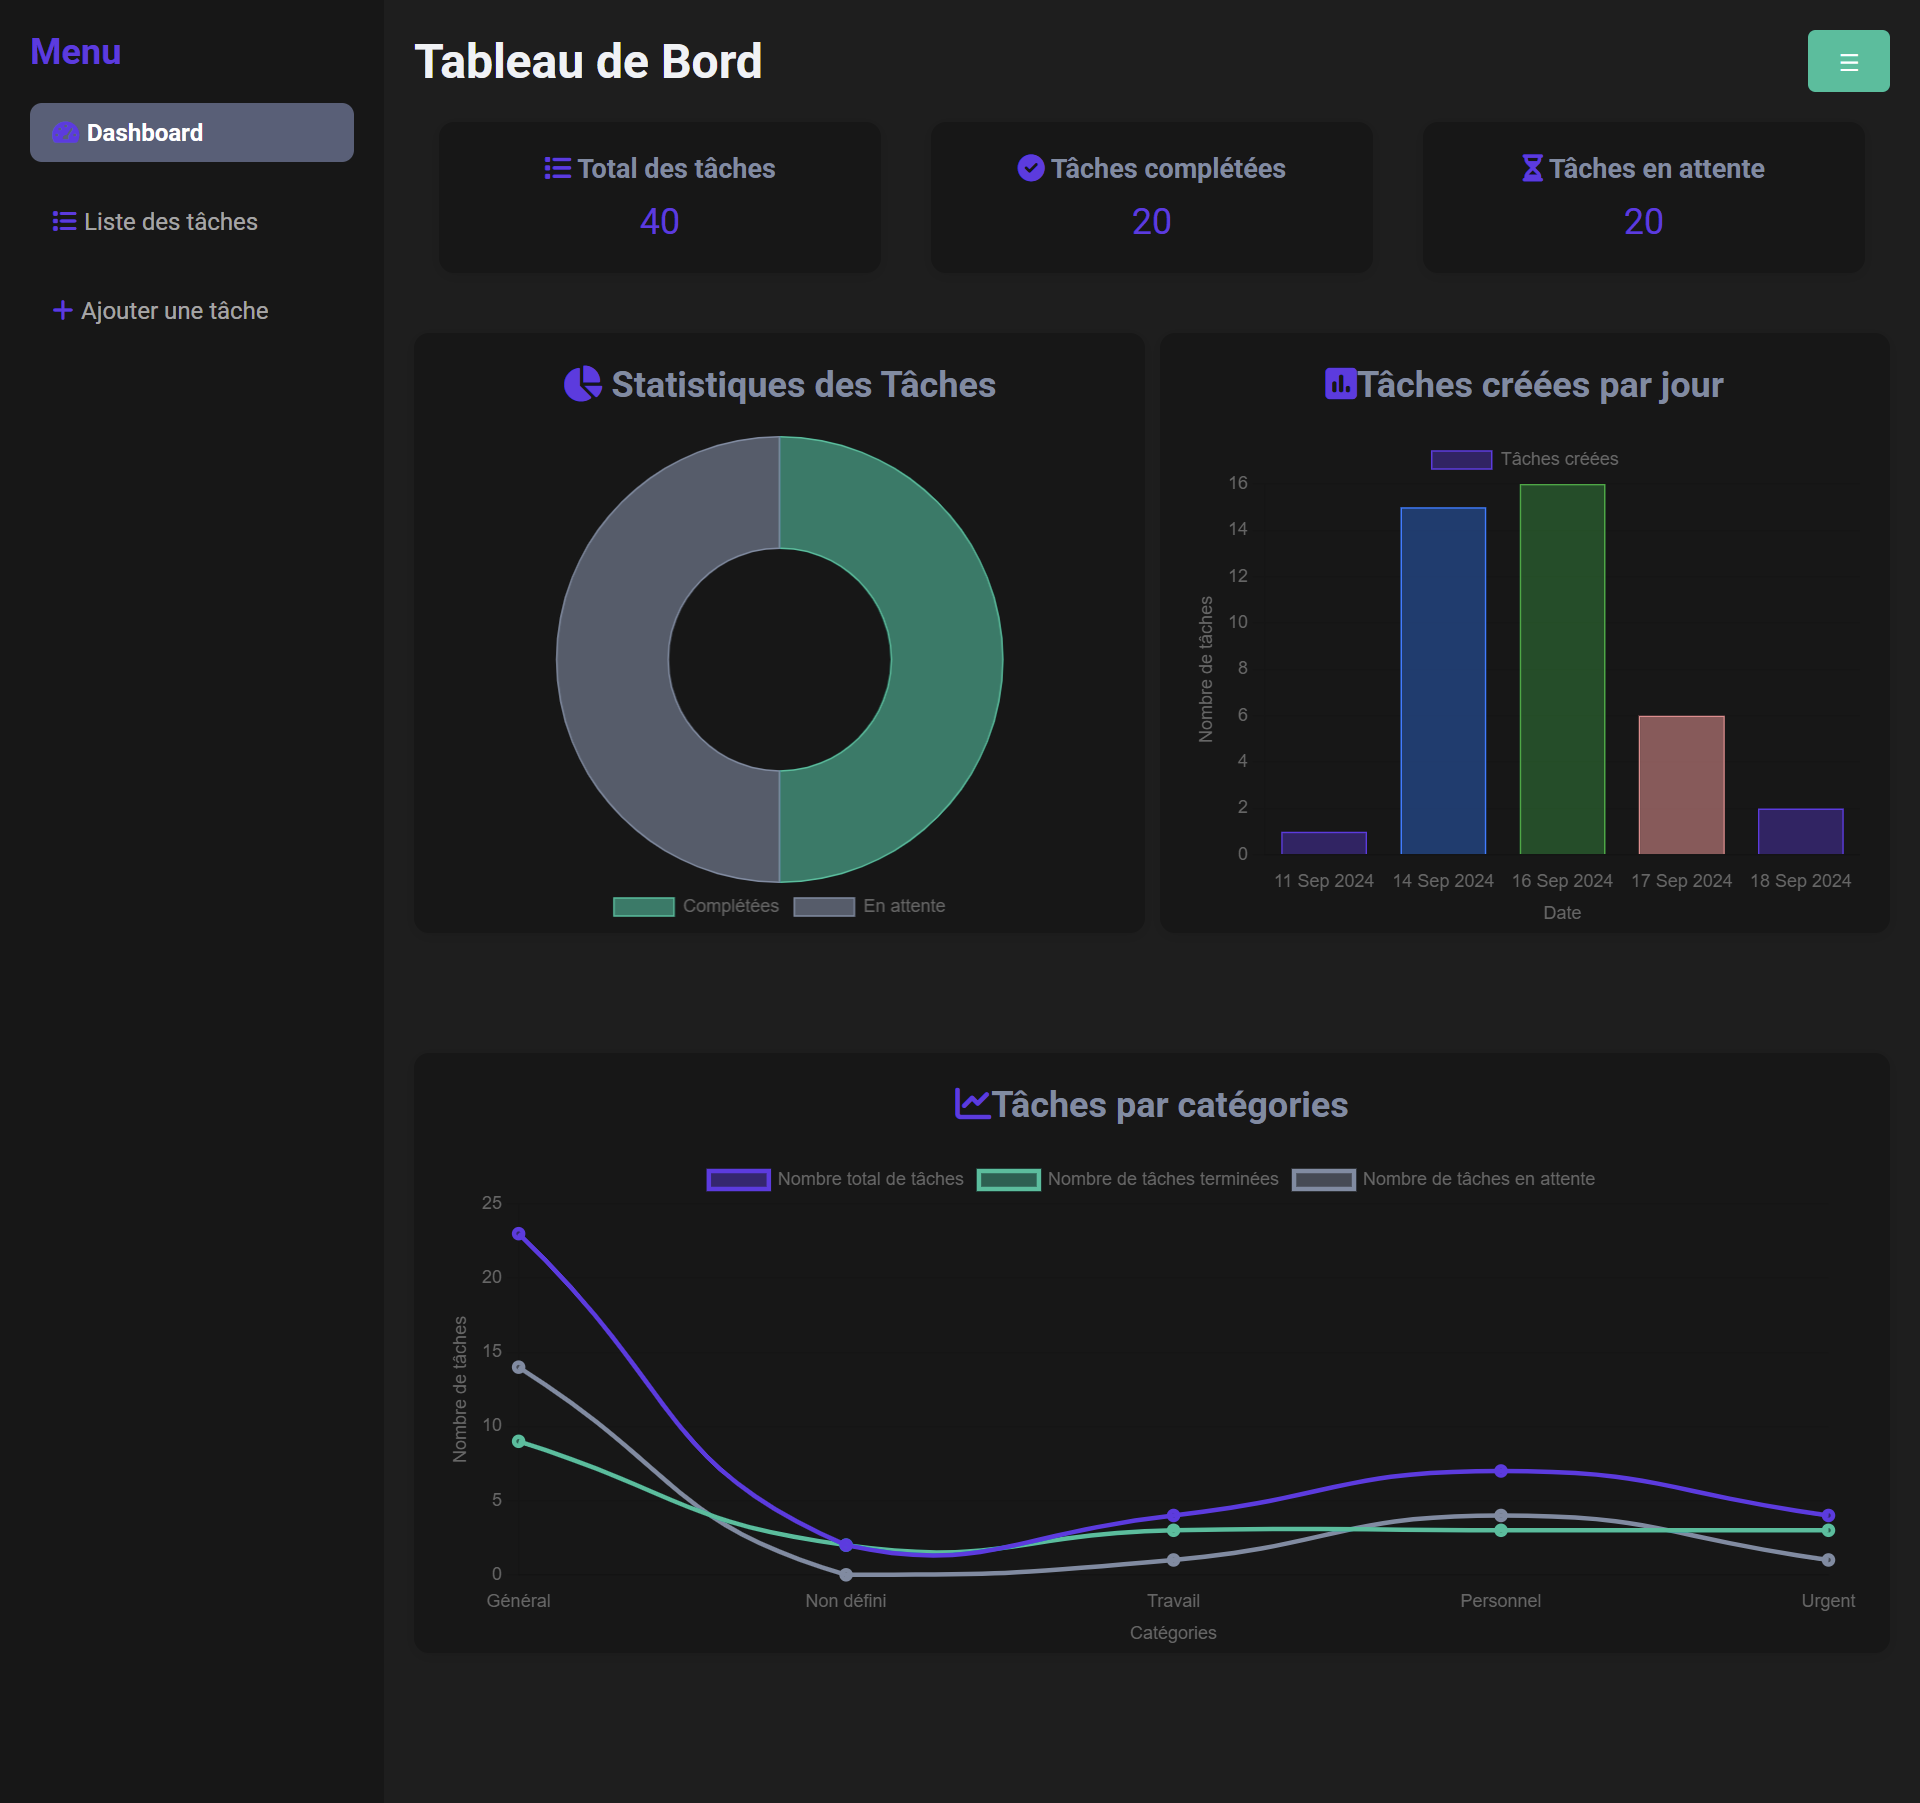 Menu
Dashboard
Liste des tâches
Ajouter une tâche
Tableau de Bord
☰
Total des tâches
40
Tâches complétées
20
Tâches en attente
20
Statistiques des Tâches
Complétées En attente
Tâches créées par jour
Tâches créées
16
14
12
10
8
6
4
2
0
Nombre de tâches
11 Sep 2024 14 Sep 2024 16 Sep 2024 17 Sep 2024 18 Sep 2024
Date
Tâches par catégories
Nombre total de tâches Nombre de tâches terminées Nombre de tâches en attente
25
20
15
10
5
0
Nombre de tâches
Général Non défini Travail Personnel Urgent
Catégories